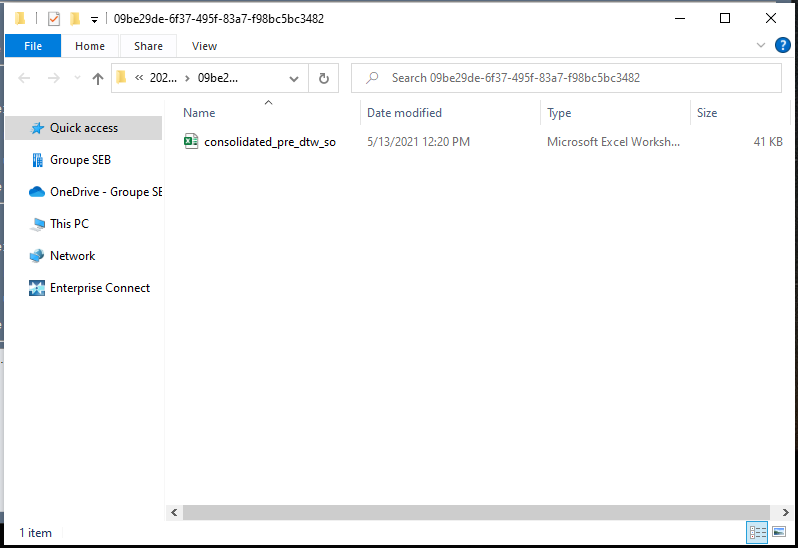 09be29de-6f37-495f-83a7-f98bc5bc3482
File Home Share View
202... 09be2... Search 09be29de-6f37-495f-83a7-f98bc5bc3482
Name Date modified Type Size
Quick access
consolidated_pre_dtw_so 5/13/2021 12:20 PM Microsoft Excel Worksh... 41 KB
Groupe SEB
OneDrive - Groupe SE
This PC
Network
Enterprise Connect
1 item